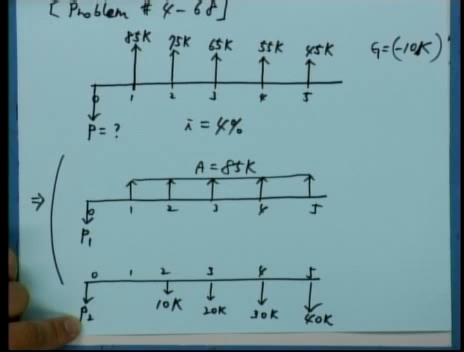 [Problem # 4-68]
85K 75K 65K 55K 45K G=(-10K)
0 1 2 3 4 5
P=? i=4%
⇒ A=85K
0 1 2 3 4 5
P₁
0 1 2 3 4 5
P₂ 10K 20K 30K 40K